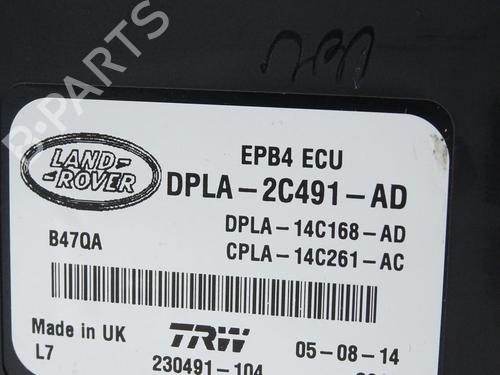 B-PARTS
LAND-
ROVER
EPB4 ECU
DPLA-2C491-AD
DPLA-14C168-AD
B47QA
CPLA-14C261-AC
Made in UK
TRW
05-08-14
L7
230491-104